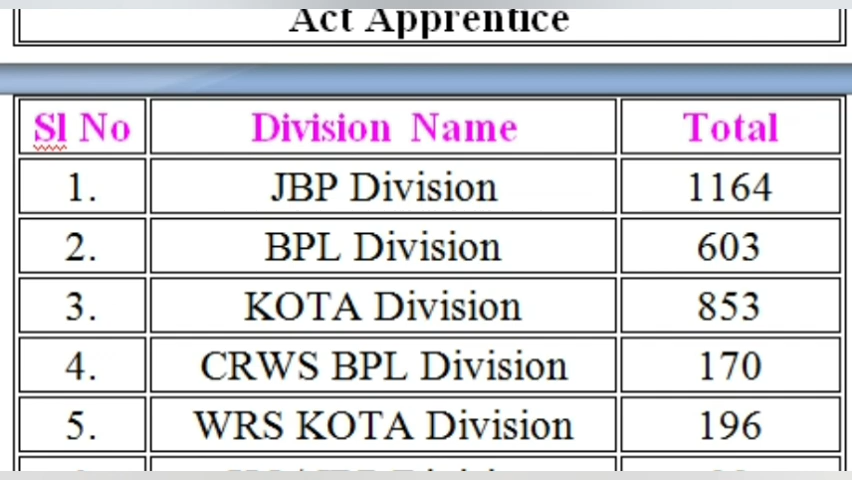 Act Apprentice
Sl No Division Name Total
1. JBP Division 1164
2. BPL Division 603
3. KOTA Division 853
4. CRWS BPL Division 170
5. WRS KOTA Division 196